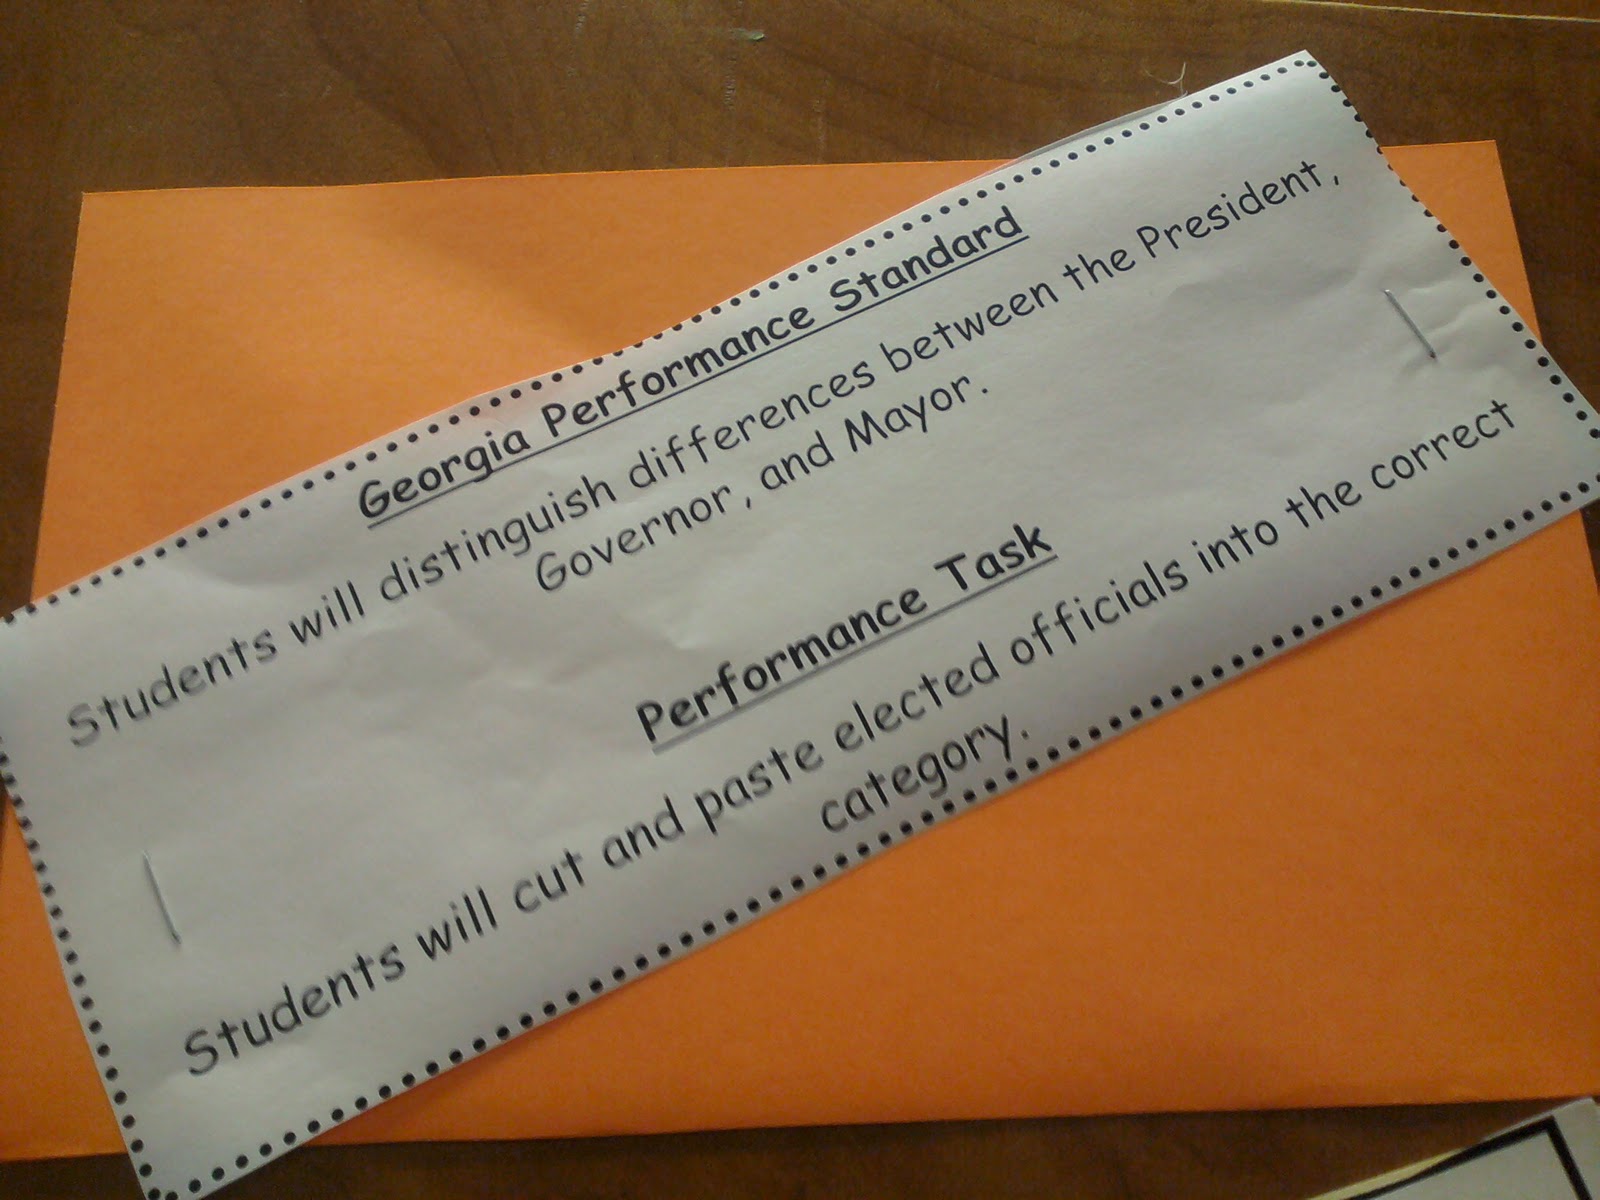 Georgia Performance Standard
Students will distinguish differences between the President,
Governor, and Mayor.
Performance Task
Students will cut and paste elected officials into the correct
category.